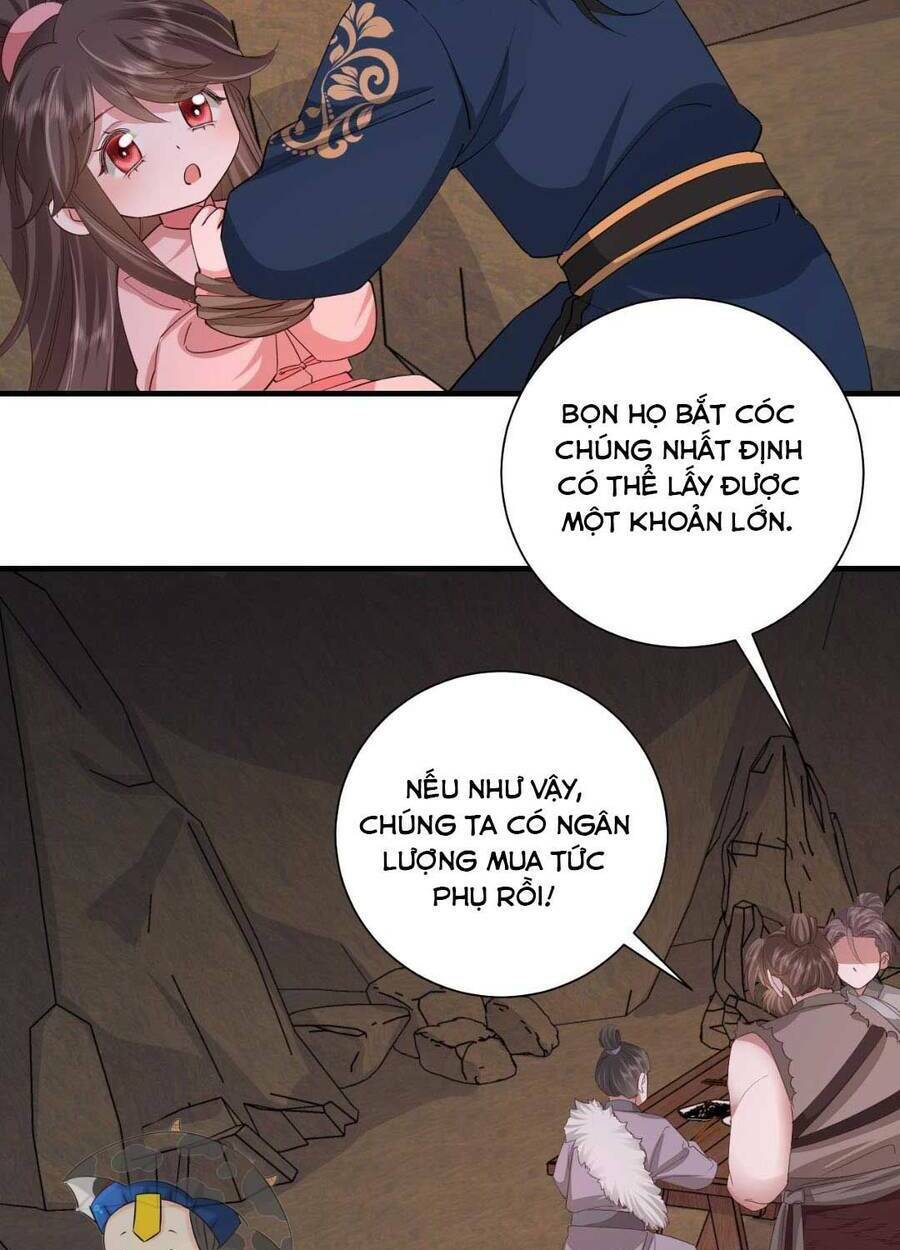 BỌN HỌ BẮT CÓC
CHÚNG NHẤT ĐỊNH
CÓ THỂ LẤY ĐƯỢC
MỘT KHOẢN LỚN.
NẾU NHƯ VẬY,
CHÚNG TA CÓ NGÂN
LƯỢNG MUA TỨC
PHỤ RỒI!